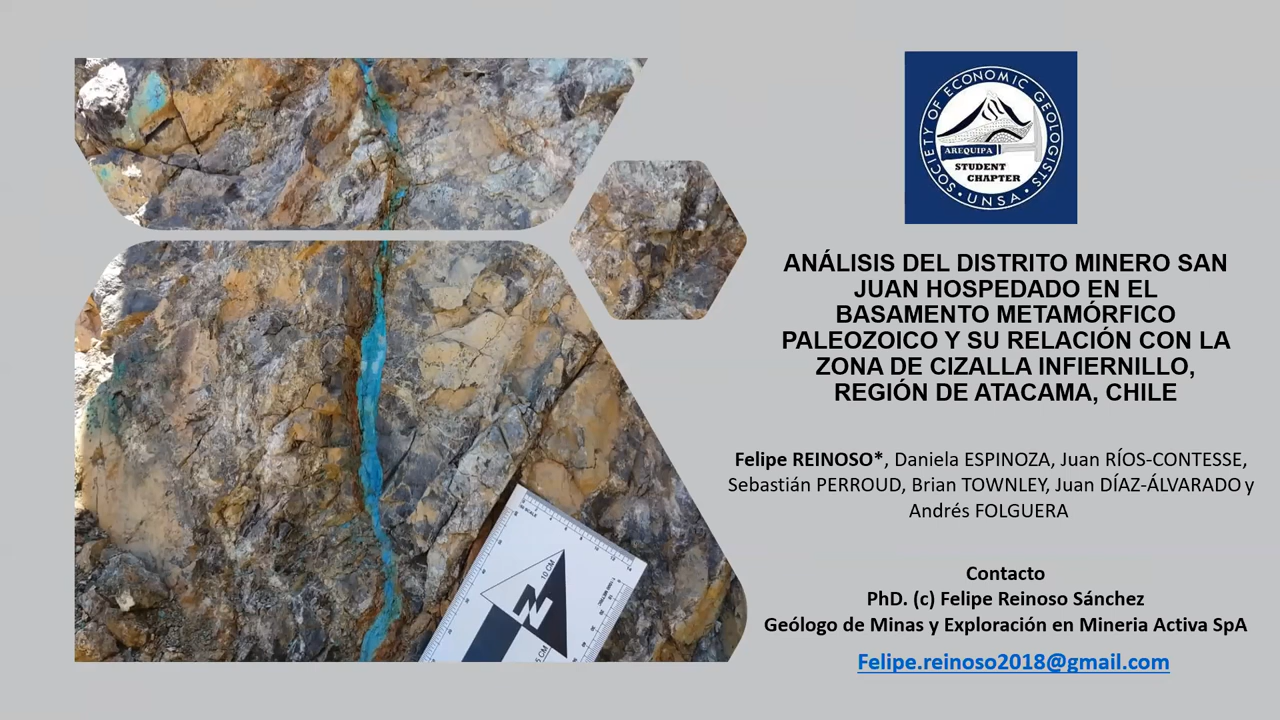 SOCIETY OF ECONOMIC GEOLOGISTS
AREQUIPA
STUDENT
CHAPTER
UNSA
ANÁLISIS DEL DISTRITO MINERO SAN
JUAN HOSPEDADO EN EL
BASAMENTO METAMÓRFICO
PALEOZOICO Y SU RELACIÓN CON LA
ZONA DE CIZALLA INFIERNILLO,
REGIÓN DE ATACAMA, CHILE
Felipe REINOSO*, Daniela ESPINOZA, Juan RÍOS-CONTESSE,
Sebastián PERROUD, Brian TOWNLEY, Juan DÍAZ-ÁLVARADO y
Andrés FOLGUERA
Contacto
PhD. (c) Felipe Reinoso Sánchez
Geólogo de Minas y Exploración en Mineria Activa SpA
Felipe.reinoso2018@gmail.com
10 CM
N
5 CM